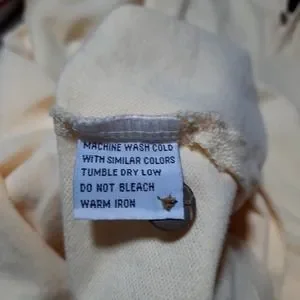 MACHINE WASH COLD
WITH SIMILAR COLORS
TUMBLE DRY LOW
DO NOT BLEACH
WARM IRON